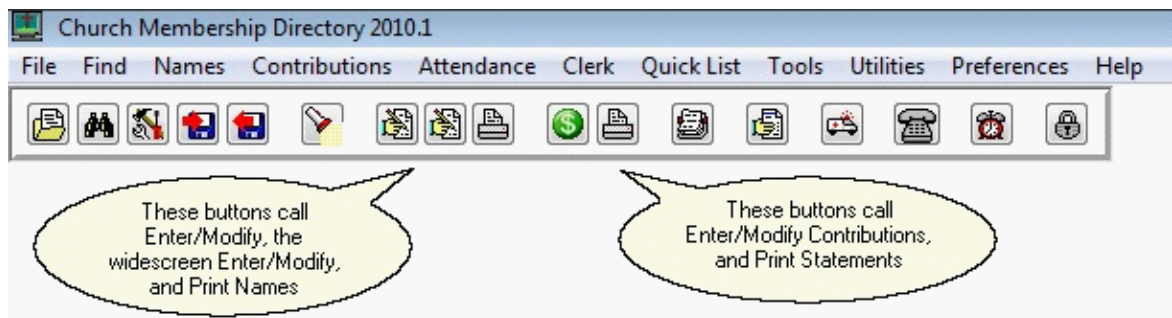 Church Membership Directory 2010.1
File Find Names Contributions Attendance Clerk Quick List Tools Utilities Preferences Help
These buttons call
Enter/Modify, the
widescreen Enter/Modify,
and Print Names
These buttons call
Enter/Modify Contributions,
and Print Statements